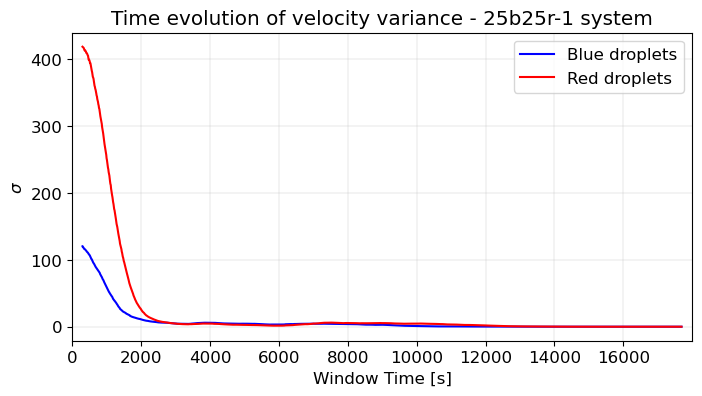 Time evolution of velocity variance - 25b25r-1 system
Blue droplets
Red droplets
σ
400
300
200
100
0
0 2000 4000 6000 8000 10000 12000 14000 16000
Window Time [s]